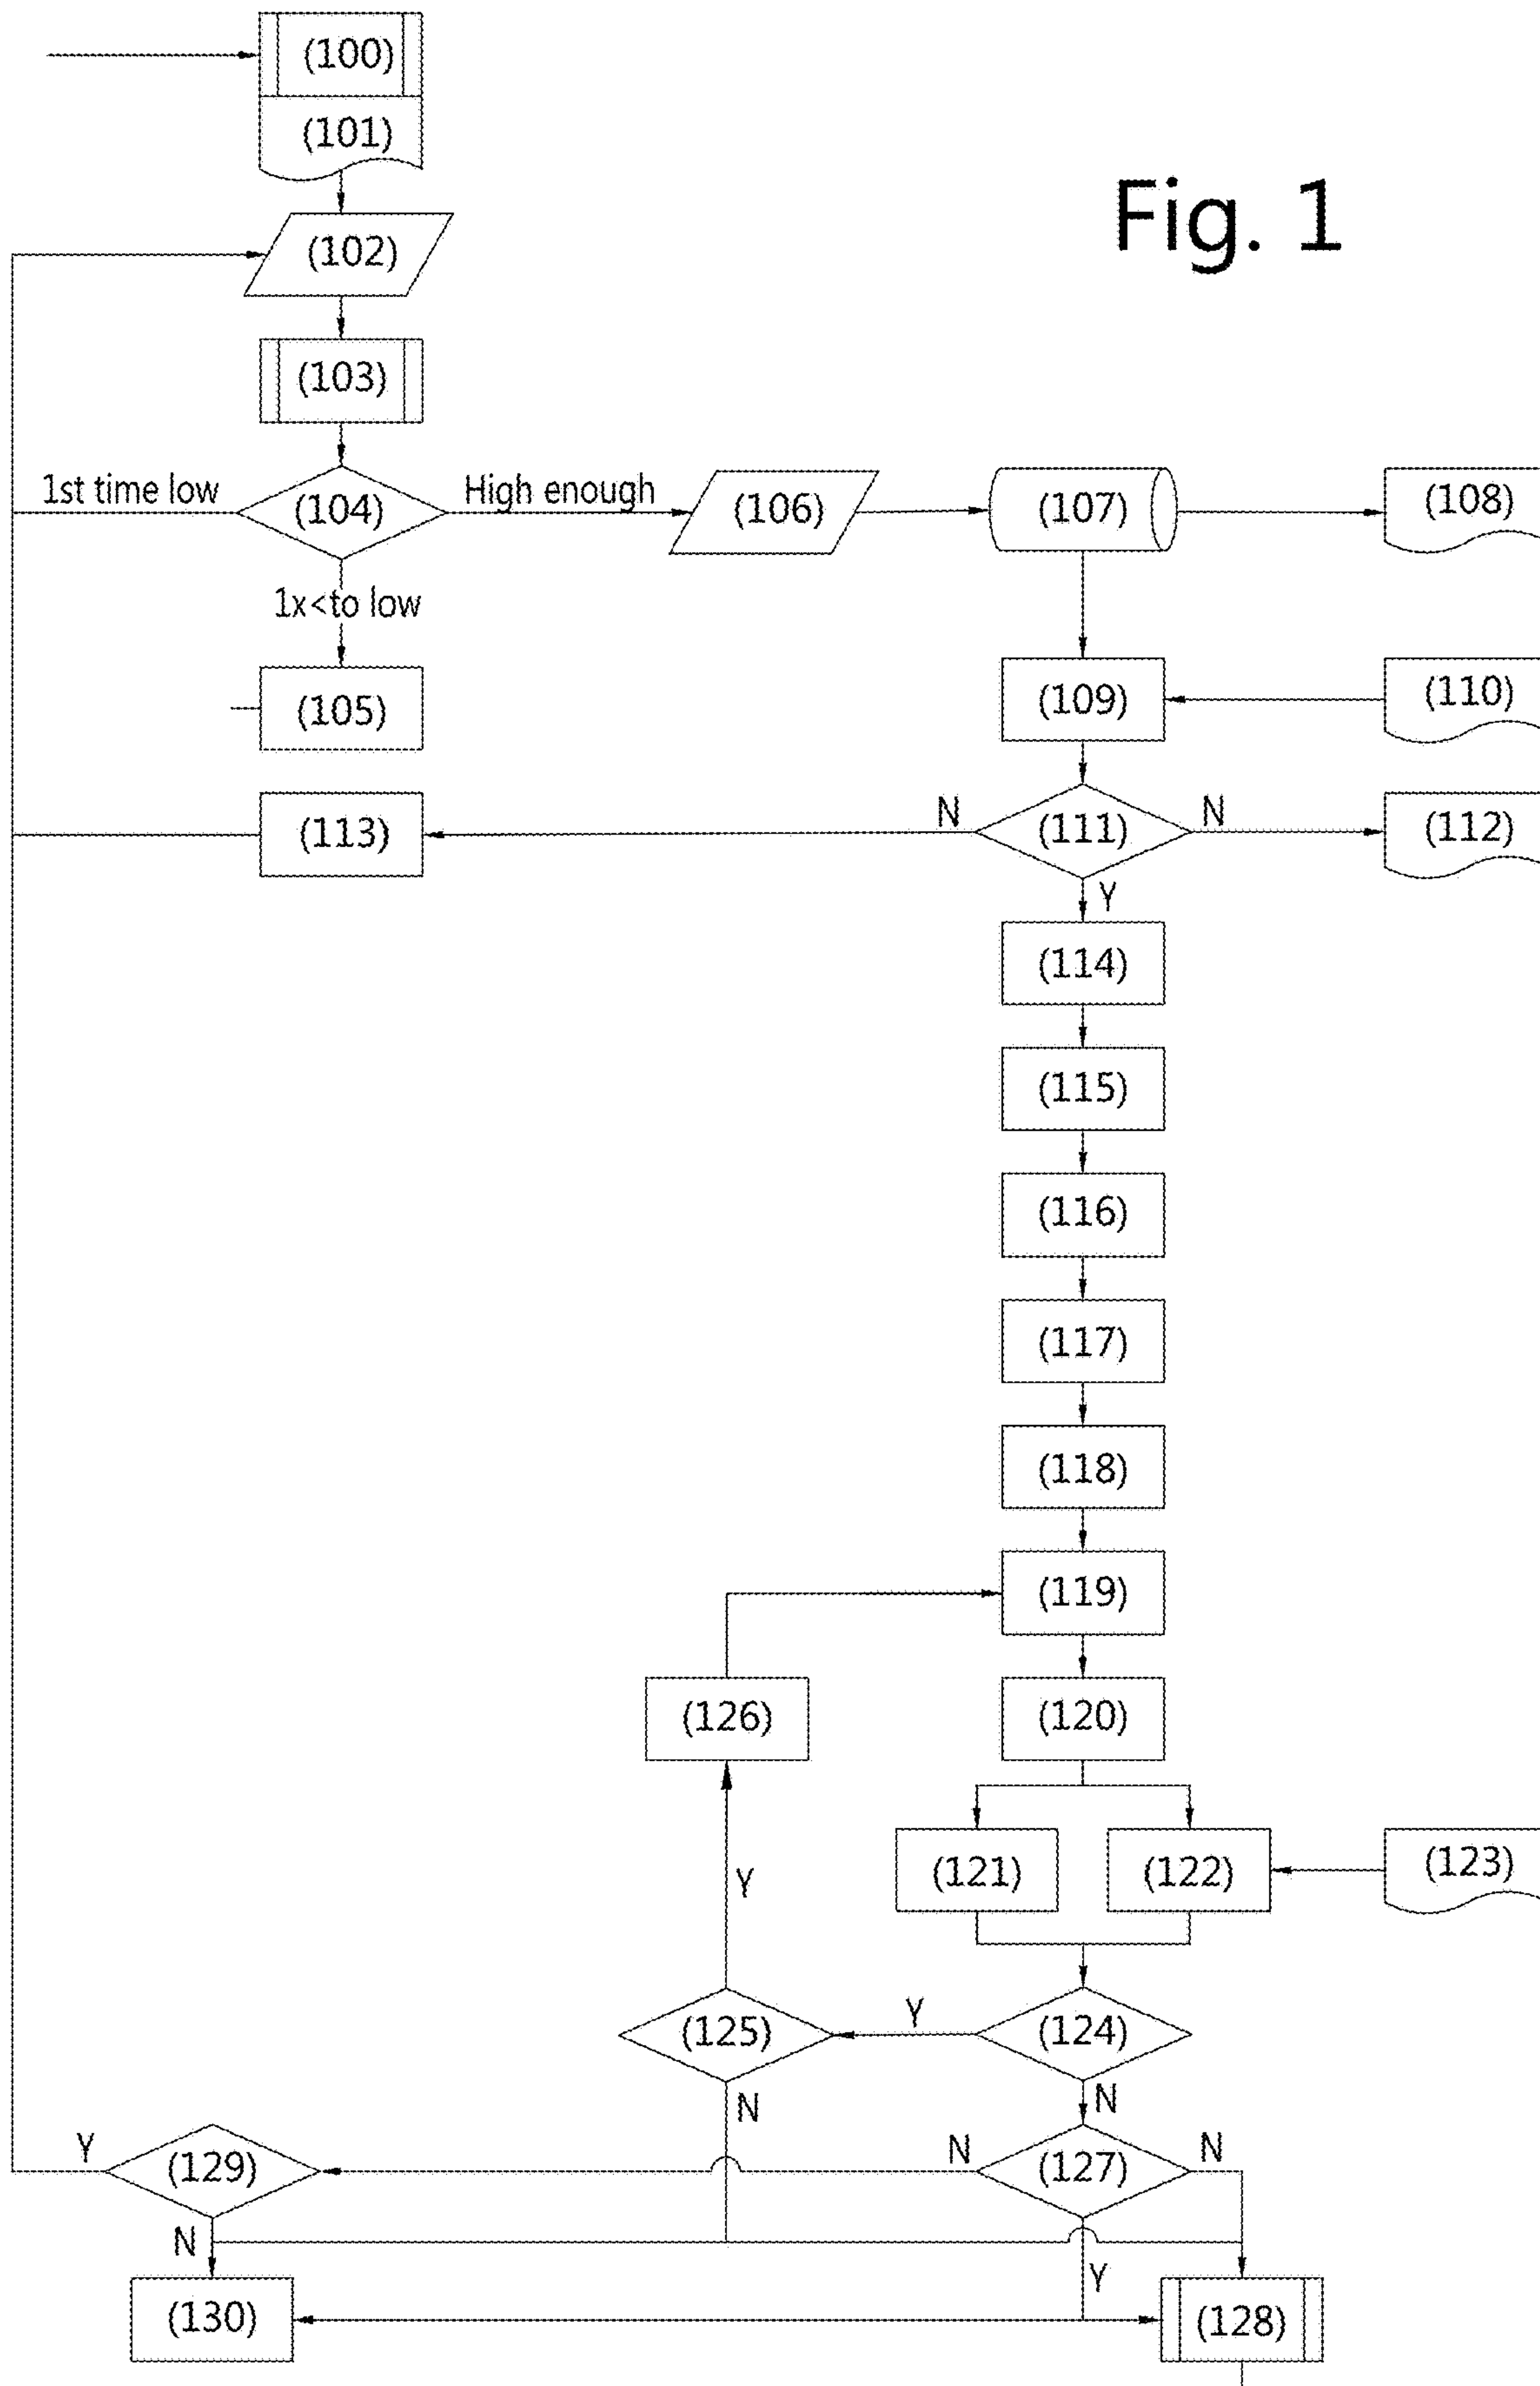 (100)
(101)
Fig. 1
(102)
(103)
1st time low
(104)
High enough
(106)
(107)
(108)
1x<to low
(105)
(109)
(110)
(113)
N
(111)
N
(112)
Y
(114)
(115)
(116)
(117)
(118)
(119)
(126)
(120)
Y
(121)
(122)
(123)
(125)
Y
(124)
N
N
Y
(129)
N
(127)
N
N
Y
(130)
(128)